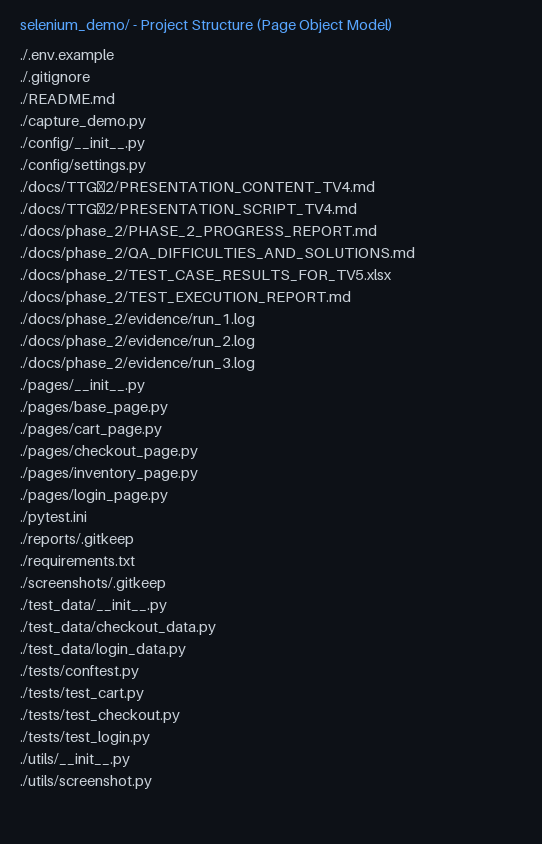 selenium_demo/ - Project Structure (Page Object Model)
./.env.example
./.gitignore
./README.md
./capture_demo.py
./config/__init__.py
./config/settings.py
./docs/TTG▯2/PRESENTATION_CONTENT_TV4.md
./docs/TTG▯2/PRESENTATION_SCRIPT_TV4.md
./docs/phase_2/PHASE_2_PROGRESS_REPORT.md
./docs/phase_2/QA_DIFFICULTIES_AND_SOLUTIONS.md
./docs/phase_2/TEST_CASE_RESULTS_FOR_TV5.xlsx
./docs/phase_2/TEST_EXECUTION_REPORT.md
./docs/phase_2/evidence/run_1.log
./docs/phase_2/evidence/run_2.log
./docs/phase_2/evidence/run_3.log
./pages/__init__.py
./pages/base_page.py
./pages/cart_page.py
./pages/checkout_page.py
./pages/inventory_page.py
./pages/login_page.py
./pytest.ini
./reports/.gitkeep
./requirements.txt
./screenshots/.gitkeep
./test_data/__init__.py
./test_data/checkout_data.py
./test_data/login_data.py
./tests/conftest.py
./tests/test_cart.py
./tests/test_checkout.py
./tests/test_login.py
./utils/__init__.py
./utils/screenshot.py